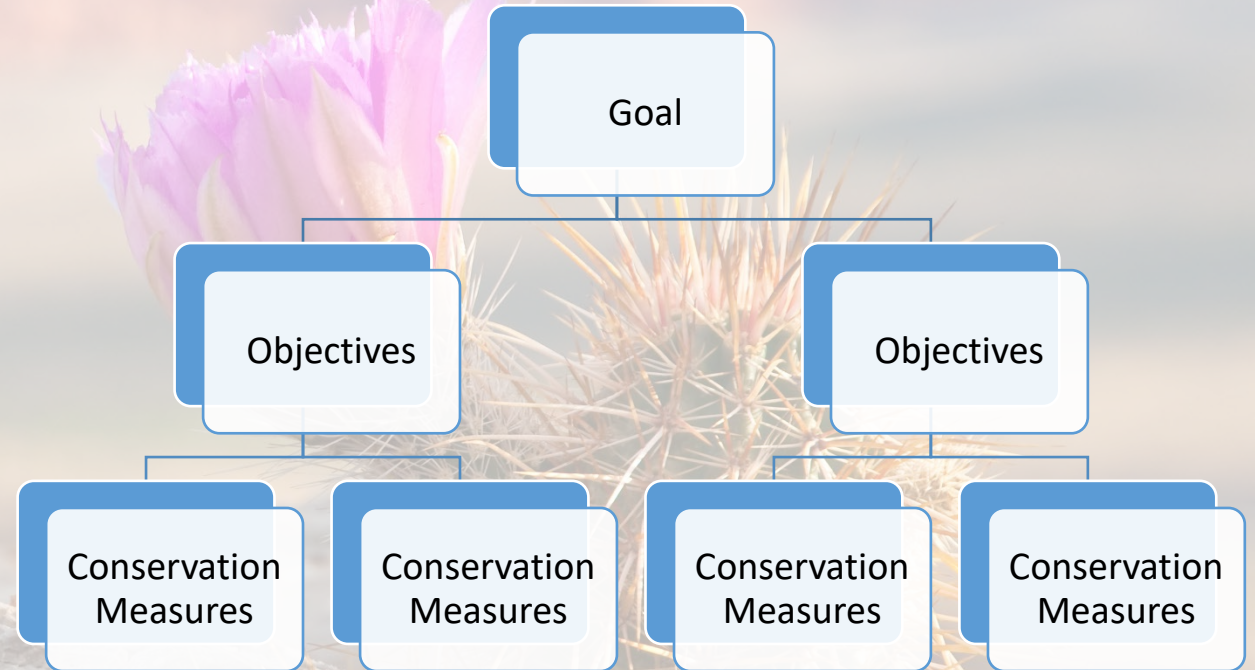 Goal
Objectives
Objectives
Conservation
Measures
Conservation
Measures
Conservation
Measures
Conservation
Measures